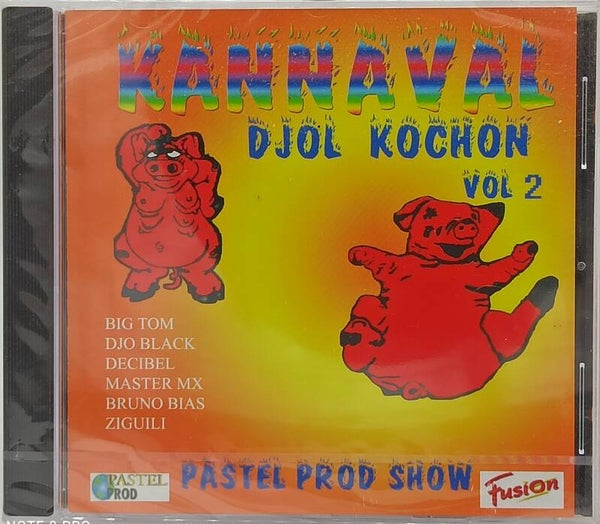 KANNAVAL
DJOL KOCHON
VOL 2
BIG TOM
DJO BLACK
DECIBEL
MASTER MX
BRUNO BIAS
ZIGUILI
PASTEL
PROD
PASTEL PROD SHOW
Fusion